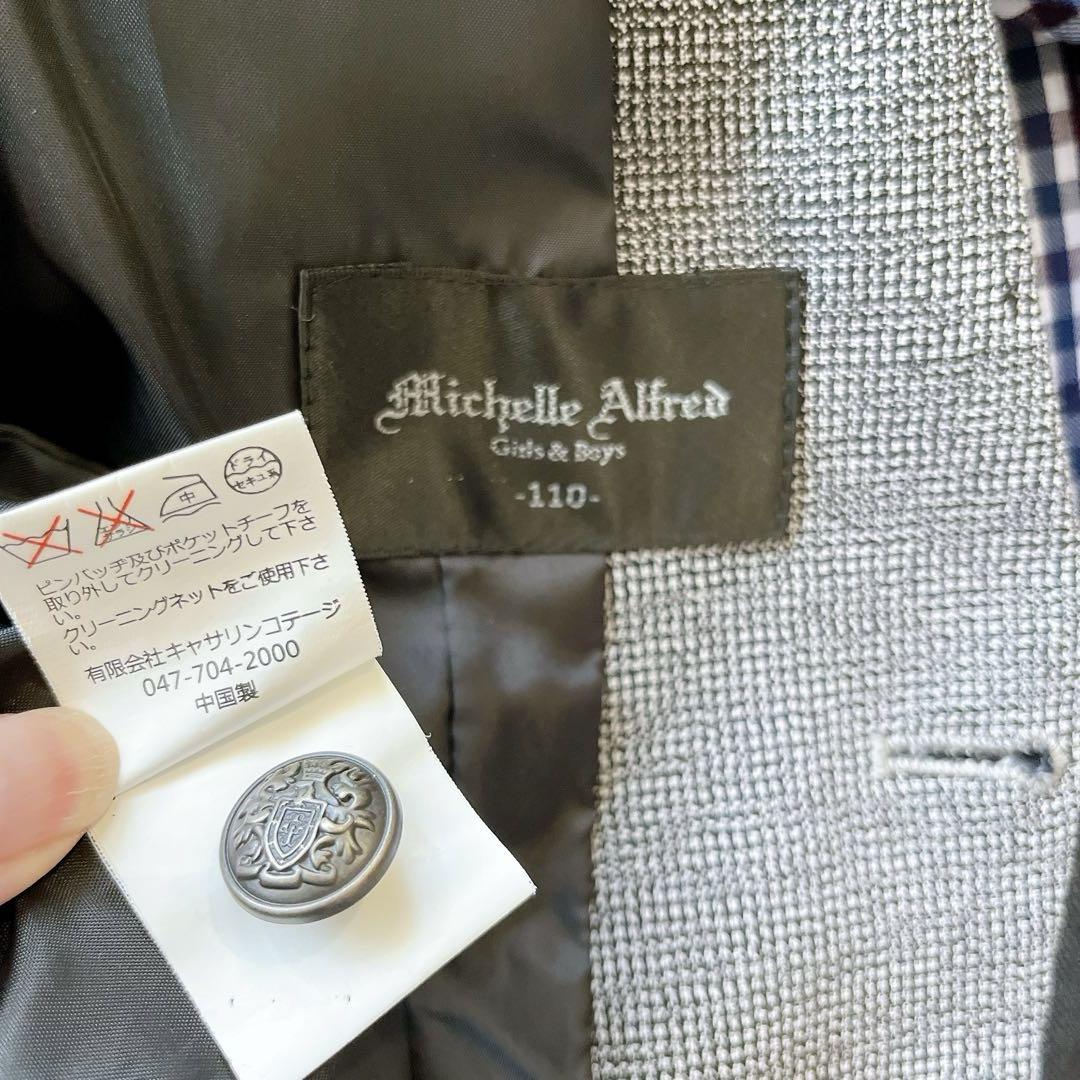 Michelle Alfred
Girls & Boys
-110-
中
ドライ
セキユ系
ピンバッヂ及びポケットチーフを
取り外してクリーニングして下さ
い。
クリーニングネットをご使用下さ
い。
有限会社キャサリンコテージ
047-704-2000
中国製